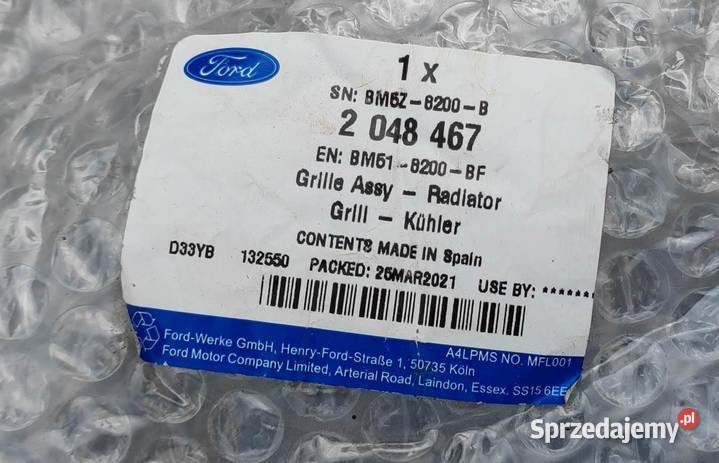 Ford
1 x
SN: BM5Z-8200-B
2 048 467
EN: BM51-8200-BF
Grille Assy - Radiator
Grill - Kühler
CONTENTS MADE IN Spain
D33YB 132550 PACKED: 25MAR2021 USE BY: *******
A4LPMS NO. MFL001
Ford-Werke GmbH, Henry-Ford-Straße 1, 50735 Köln
Ford Motor Company Limited, Arterial Road, Laindon, Essex. SS15 6EE
Sprzedajemy.pl